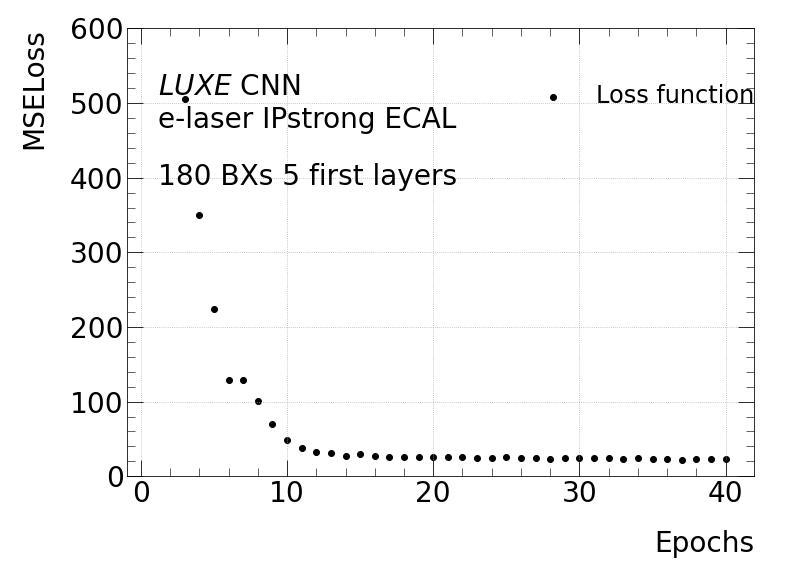 600
MSELoss
LUXE CNN
Loss function
500
e-laser IPstrong ECAL
180 BXs 5 first layers
400
300
200
100
0
0 10 20 30 40
Epochs